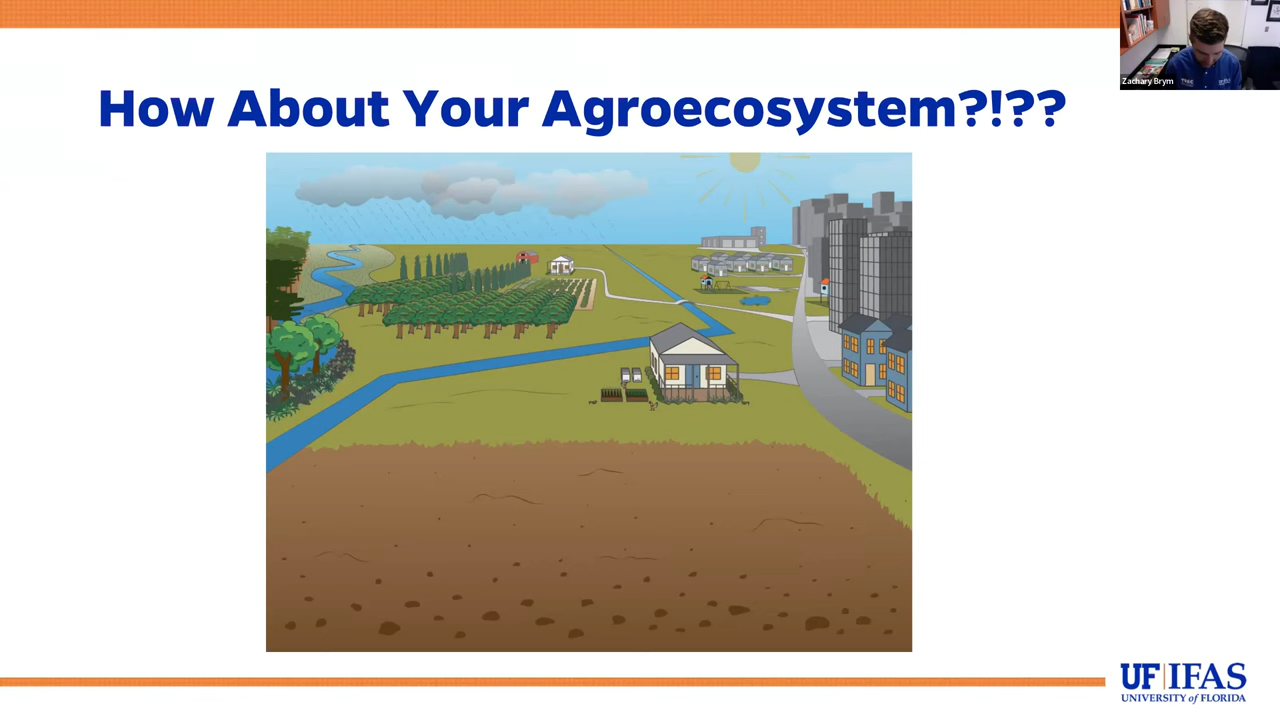 Zachary Brym
How About Your Agroecosystem?!??
UF|IFAS
UNIVERSITY of FLORIDA